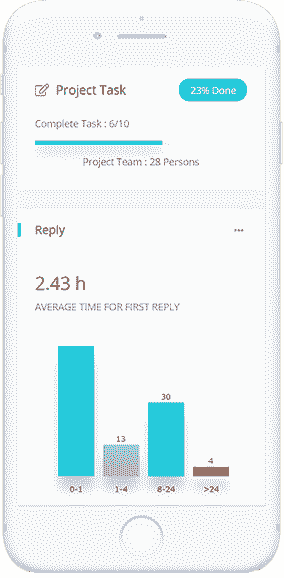 Project Task
23% Done
Complete Task : 6/10
Project Team : 28 Persons
Reply
2.43 h
AVERAGE TIME FOR FIRST REPLY
30
13
4
0-1
1-4
8-24
>24